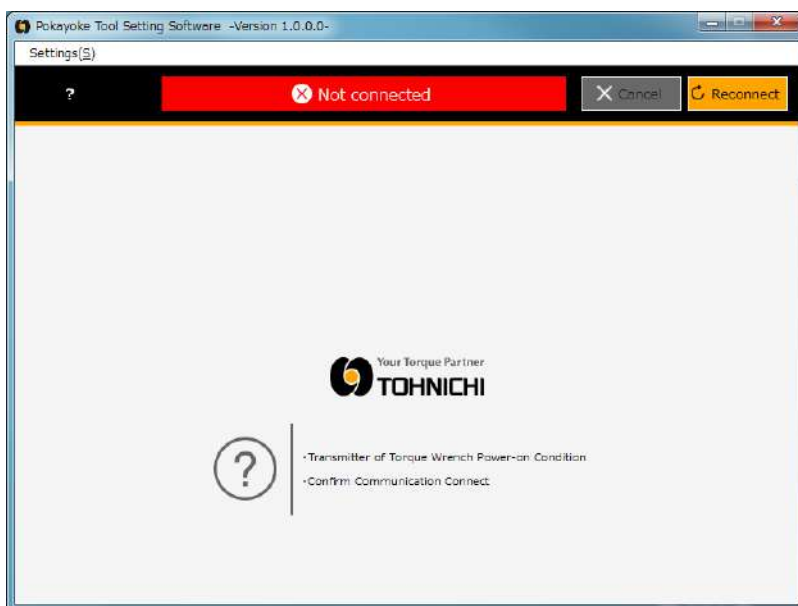 Pokayoke Tool Setting Software -Version 1.0.0.0-
Settings(S)
? Not connected Cancel Reconnect
Your Torque Partner
TOHNICHI
?
·Transmitter of Torque Wrench Power-on Condition
·Confirm Communication Connect